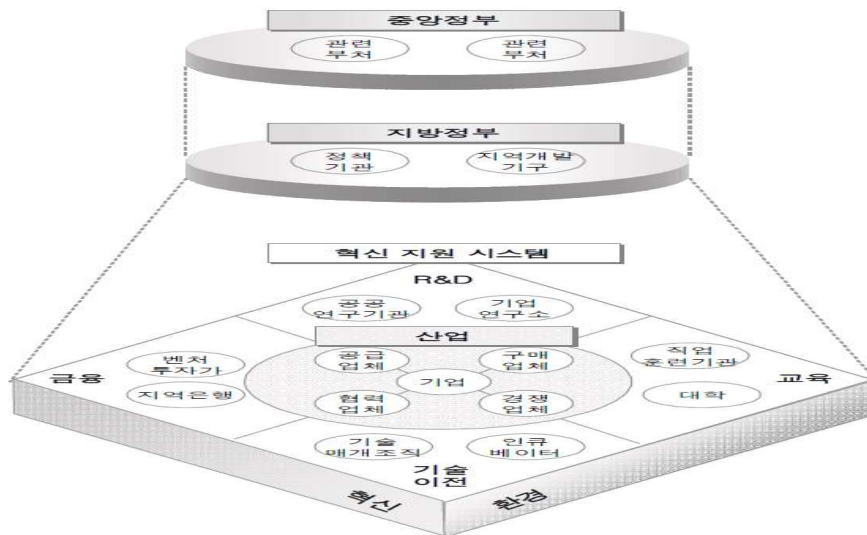 중앙정부
관련 관련
부처 부처
지방정부
정책 지역개발
기관 기구
혁신 지원 시스템
R&D
공공 기업
연구기관 연구소
산업
벤처 공급 구매 직업
투자가 업체 업체 훈련기관
금융 기업 교육
지역은행 협력 경쟁 대학
업체 업체
기술 인큐
매개조직 베이터
기술
이전
혁신 환경